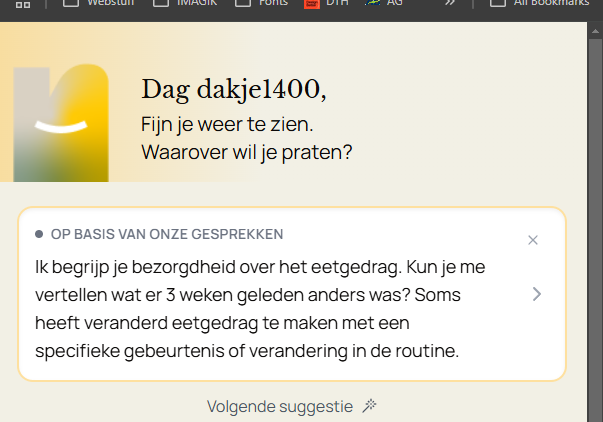 Webstuff IMAGIK Fonts DTH AG » All Bookmarks
Dag dakje1400,
Fijn je weer te zien.
Waarover wil je praten?
OP BASIS VAN ONZE GESPREKKEN
Ik begrijp je bezorgdheid over het eetgedrag. Kun je me
vertellen wat er 3 weken geleden anders was? Soms
heeft veranderd eetgedrag te maken met een
specifieke gebeurtenis of verandering in de routine.
Volgende suggestie